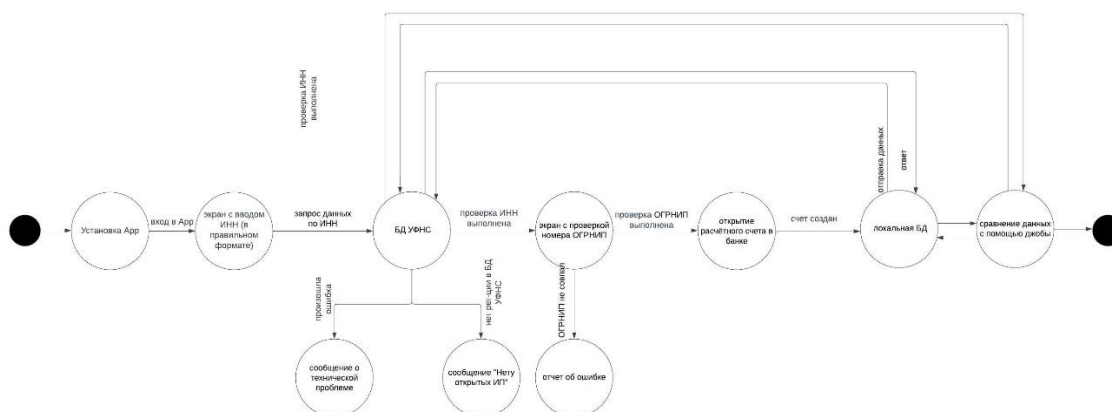 проверка ИНН
выполнена
отправка данных
ответ
Установка App
вход в App
экран с вводом
ИНН (в
правильном
формате)
запрос данных
по ИНН
БД УФНС
проверка ИНН
выполнена
экран с проверкой
номера ОГРНИП
проверка ОГРНИП
выполнена
открытие
расчётного счета в
банке
счет создан
локальная БД
сравнение данных
с помощью джобы
произошла
ошибка
нет рег-ции в БД
УФНС
ОГРНИП не совпал
сообщение о
технической
проблеме
сообщение "Нету
открытых ИП"
отчет об ошибке